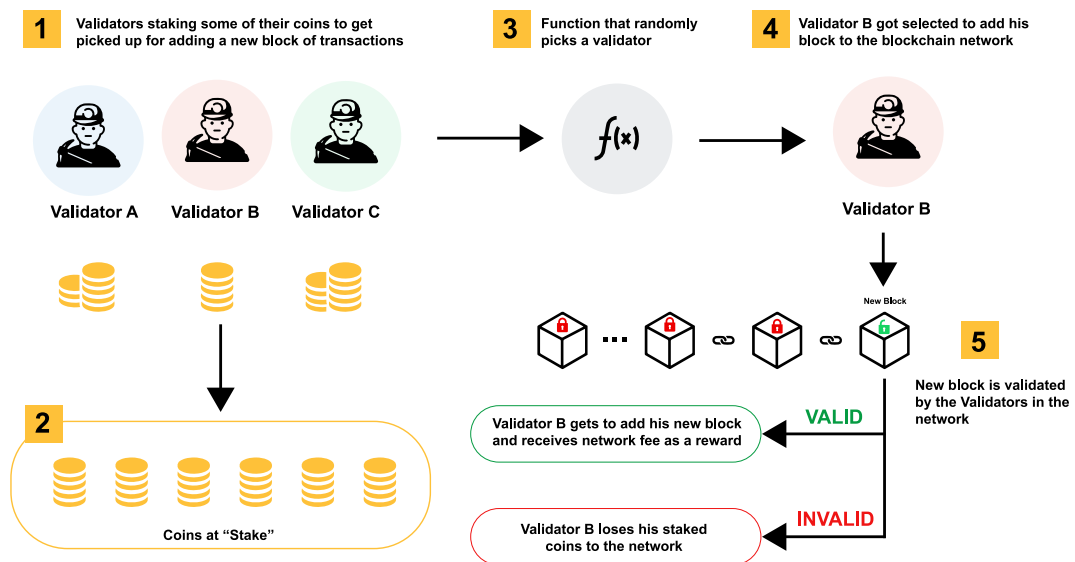 1
Validators staking some of their coins to get
picked up for adding a new block of transactions
3
Function that randomly
picks a validator
4
Validator B got selected to add his
block to the blockchain network
f(x)
Validator A
Validator B
Validator C
Validator B
New Block
5
New block is validated
by the Validators in the
network
2
Coins at “Stake”
VALID
Validator B gets to add his new block
and receives network fee as a reward
INVALID
Validator B loses his staked
coins to the network